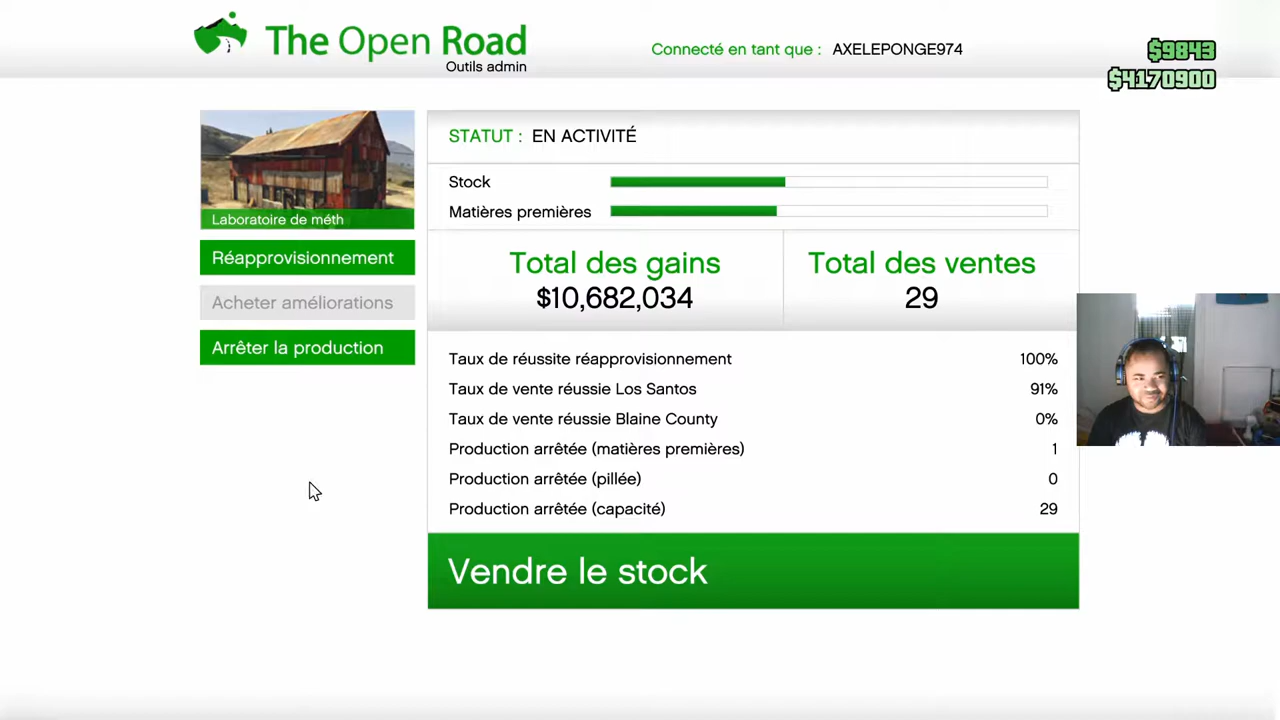 The Open Road
Outils admin
Connecté en tant que : AXELEPONGE974
$9843
$4170900
Laboratoire de méth
Réapprovisionnement
Acheter améliorations
Arrêter la production
STATUT : EN ACTIVITÉ
Stock
Matières premières
Total des gains
$10,682,034
Total des ventes
29
Taux de réussite réapprovisionnement 100%
Taux de vente réussie Los Santos 91%
Taux de vente réussie Blaine County 0%
Production arrêtée (matières premières) 1
Production arrêtée (pillée) 0
Production arrêtée (capacité) 29
Vendre le stock